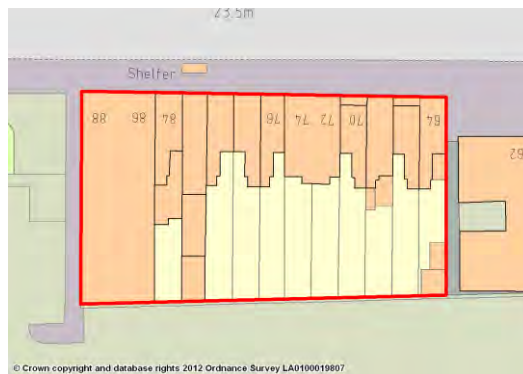 23.5m
Shelter
88 86 84 76 74 72 70 64
62
© Crown copyright and database rights 2012 Ordnance Survey LA0100019807